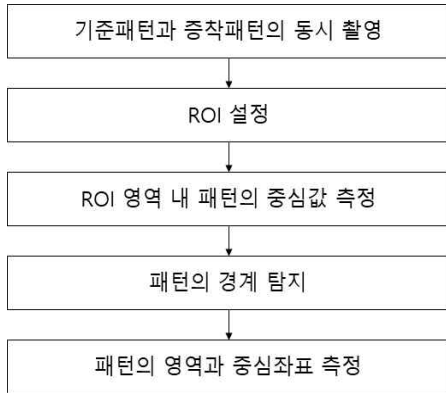 기준패턴과 증착패턴의 동시 촬영
ROI 설정
ROI 영역 내 패턴의 중심값 측정
패턴의 경계 탐지
패턴의 영역과 중심좌표 측정